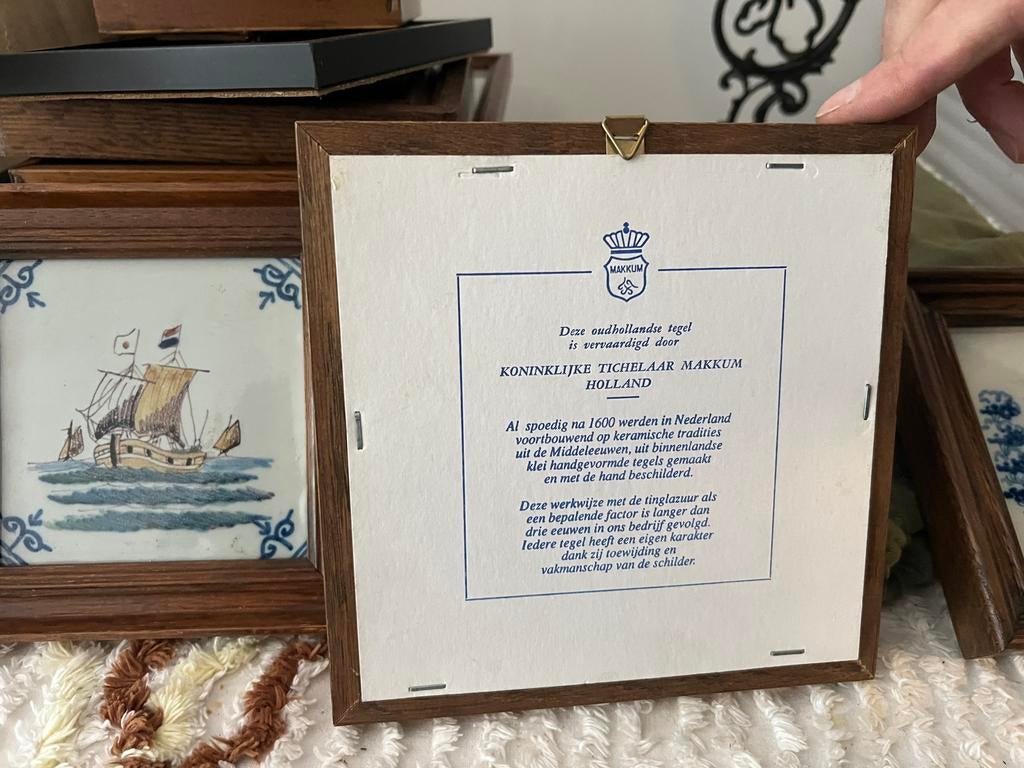 MAKKUM
Deze oudhollandse tegel
is vervaardigd door
KONINKLIJKE TICHELAAR MAKKUM
HOLLAND
Al spoedig na 1600 werden in Nederland
voortbouwend op keramische tradities
uit de Middeleeuwen, uit binnenlandse
klei handgevormde tegels gemaakt
en met de hand beschilderd.
Deze werkwijze met de tinglazuur als
een bepalende factor is langer dan
drie eeuwen in ons bedrijf gevolgd.
Iedere tegel heeft een eigen karakter
dank zij toewijding en
vakmanschap van de schilder.